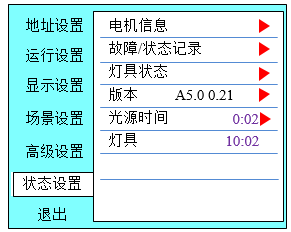 地址设置
运行设置
显示设置
场景设置
高级设置
状态设置
退出
电机信息
故障/状态记录
灯具状态
版本 A5.0 0.21
光源时间 0:02
灯具 10:02